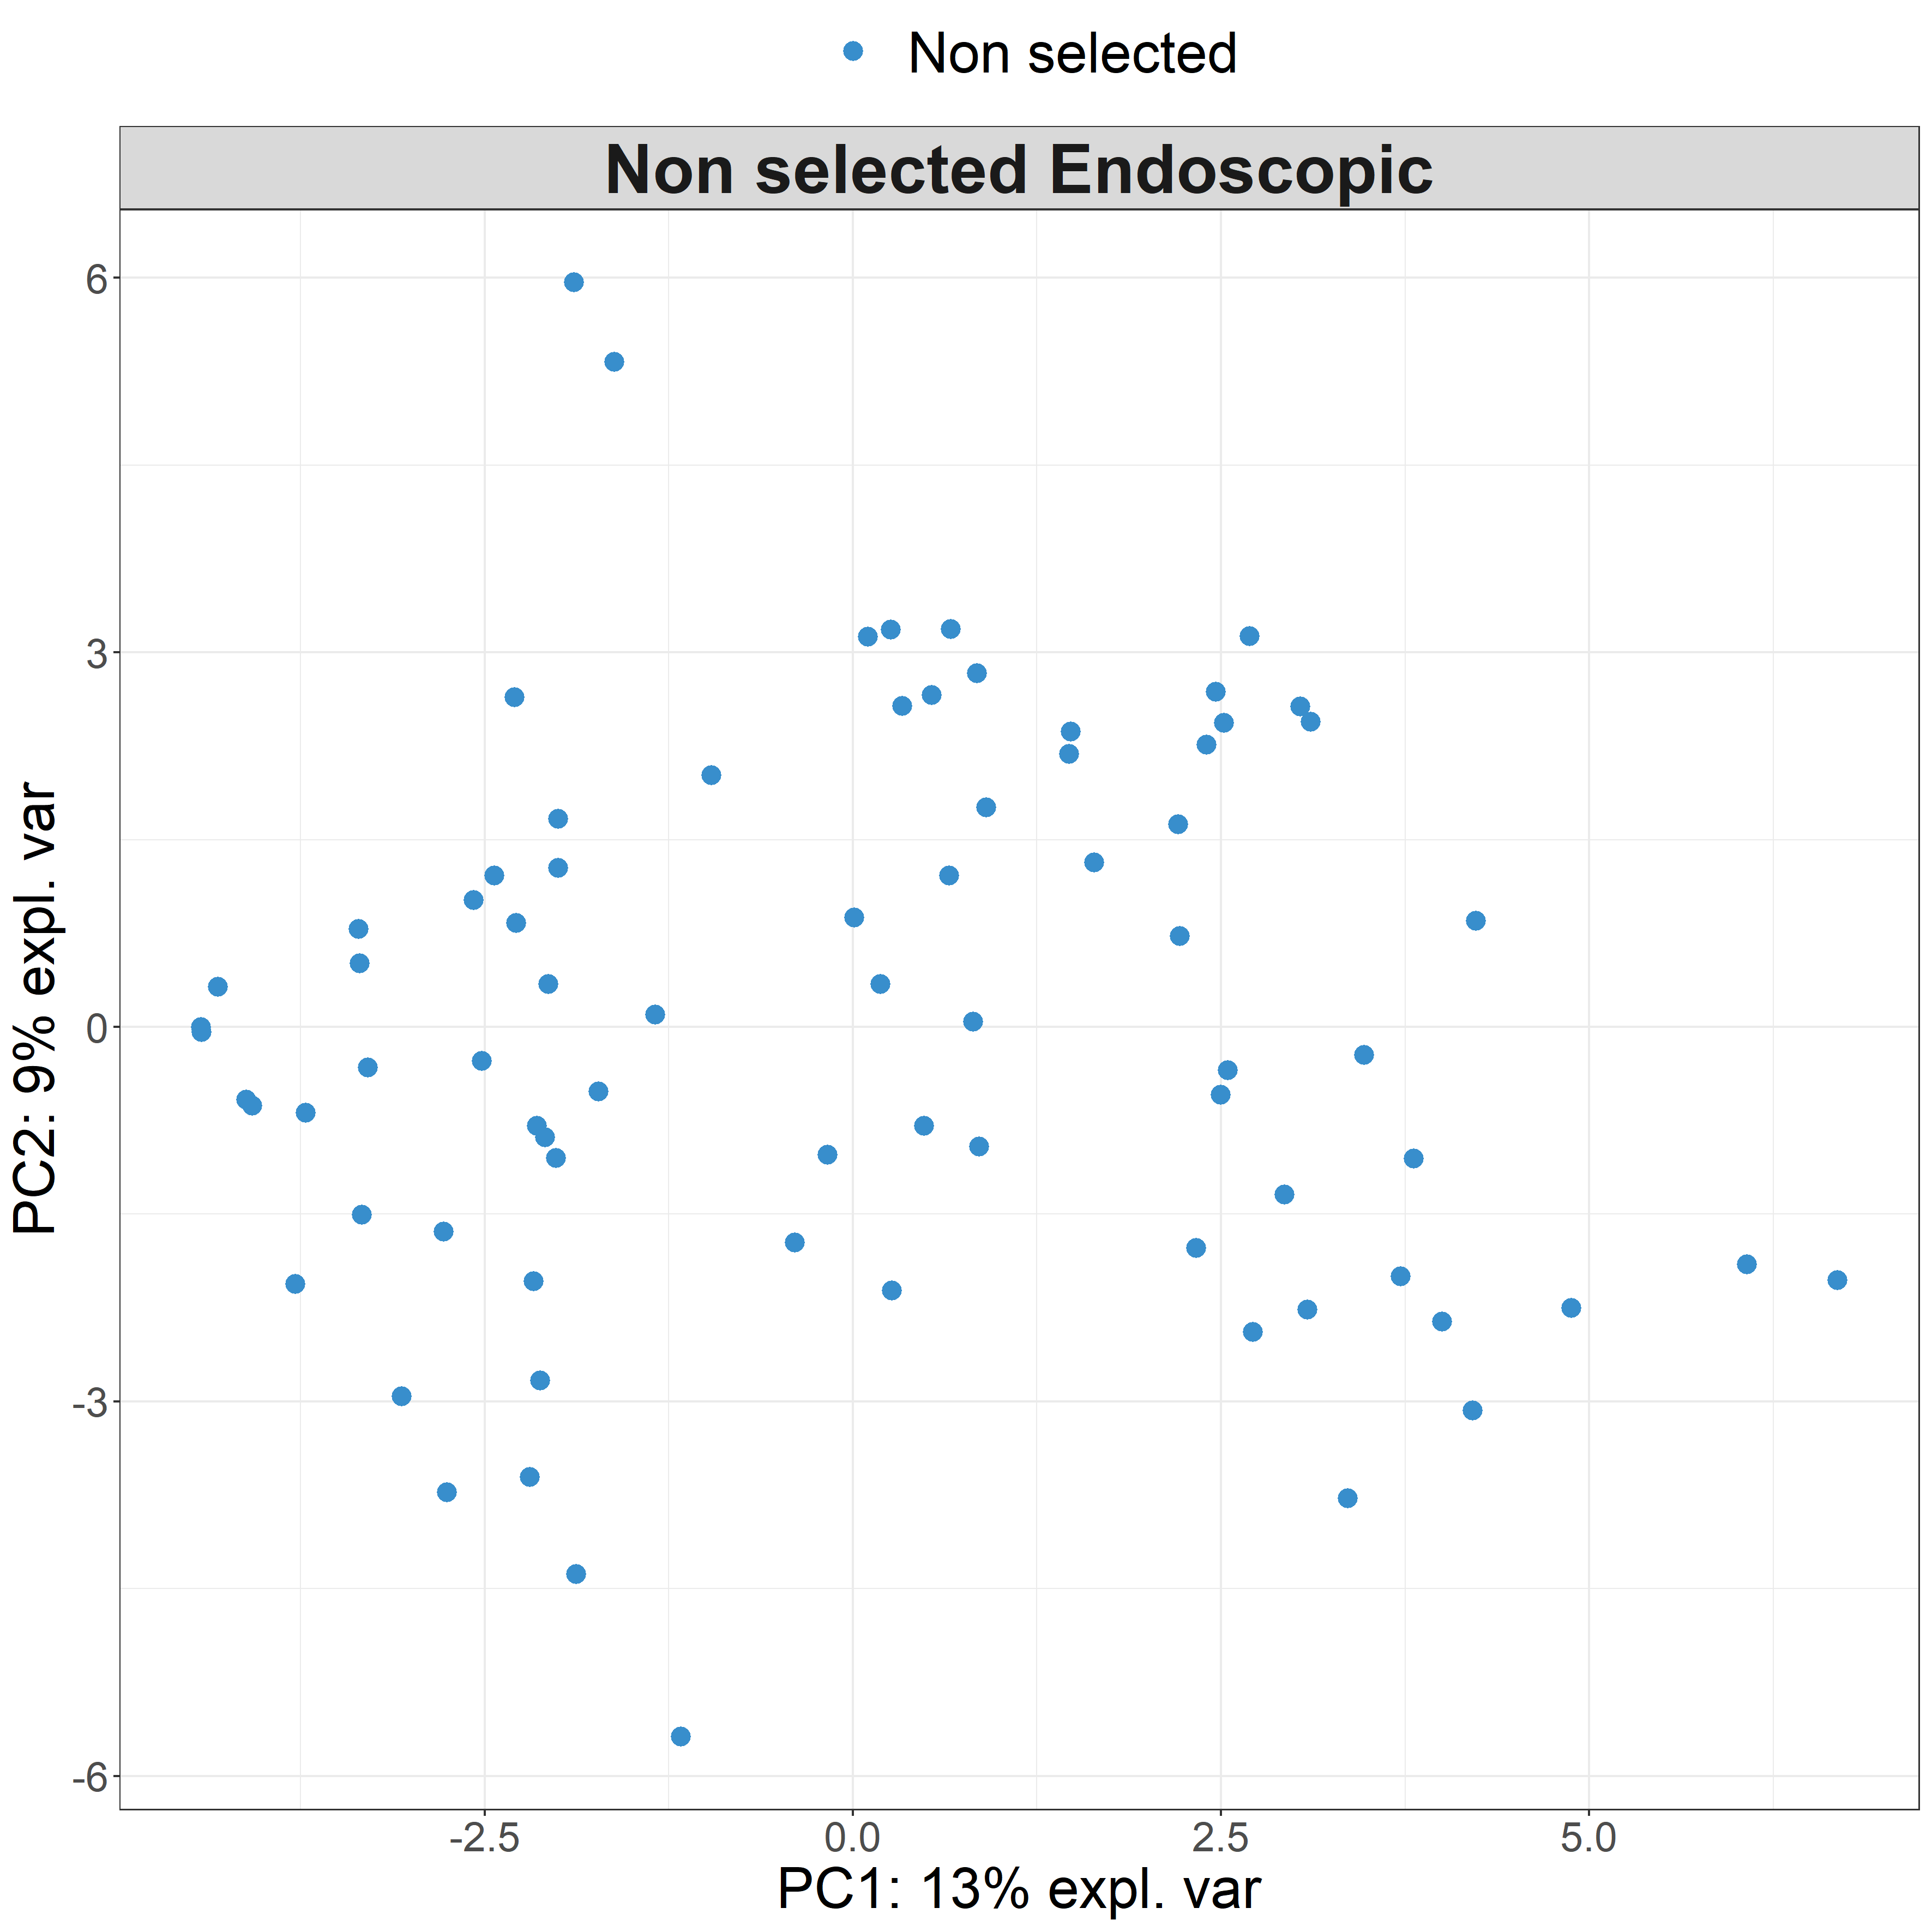 Non selected
Non selected Endoscopic
6
3
0
-3
-6
PC2: 9% expl. var
-2.5 0.0 2.5 5.0
PC1: 13% expl. var